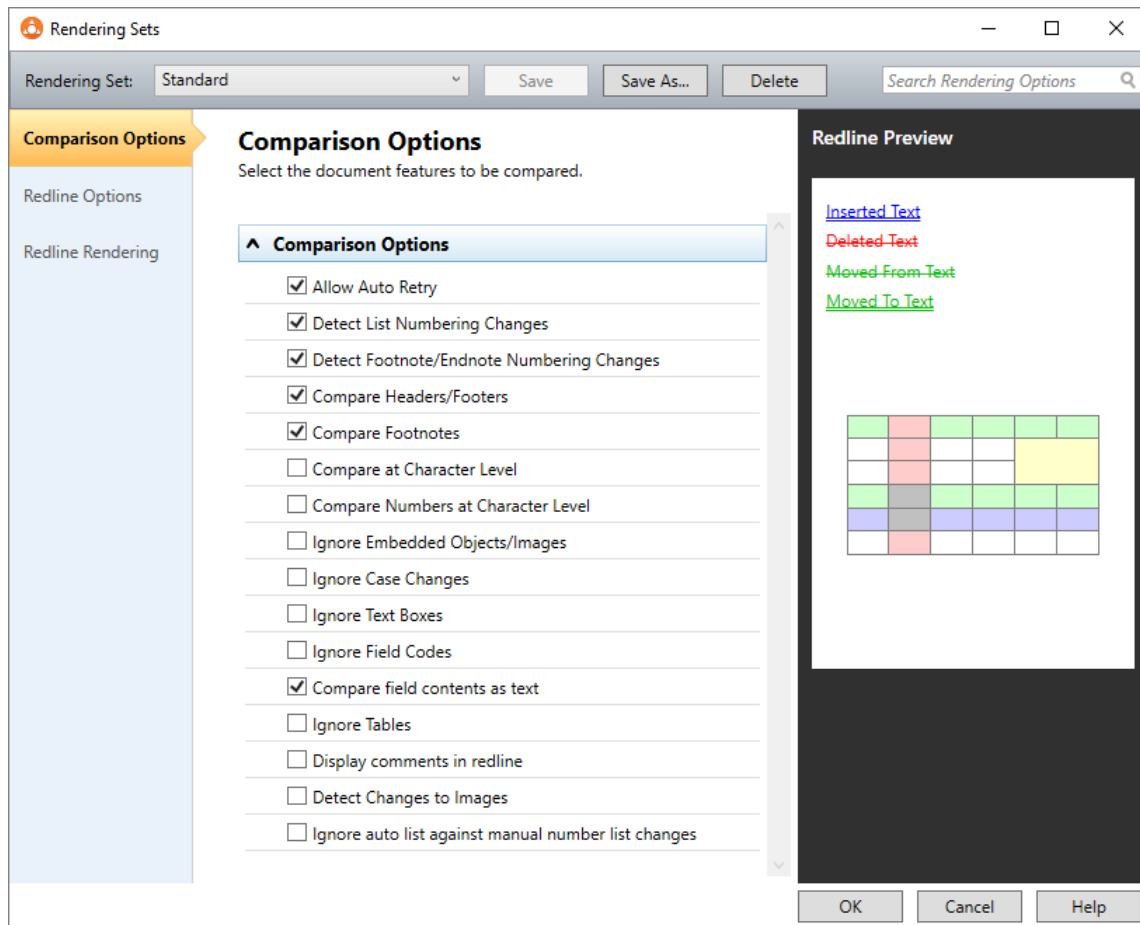 Rendering Sets
Rendering Set: Standard Save Save As... Delete Search Rendering Options
Comparison Options
Redline Options
Redline Rendering
Comparison Options
Select the document features to be compared.
Comparison Options
Allow Auto Retry
Detect List Numbering Changes
Detect Footnote/Endnote Numbering Changes
Compare Headers/Footers
Compare Footnotes
Compare at Character Level
Compare Numbers at Character Level
Ignore Embedded Objects/Images
Ignore Case Changes
Ignore Text Boxes
Ignore Field Codes
Compare field contents as text
Ignore Tables
Display comments in redline
Detect Changes to Images
Ignore auto list against manual number list changes
Redline Preview
Inserted Text
Deleted Text
Moved From Text
Moved To Text
OK Cancel Help